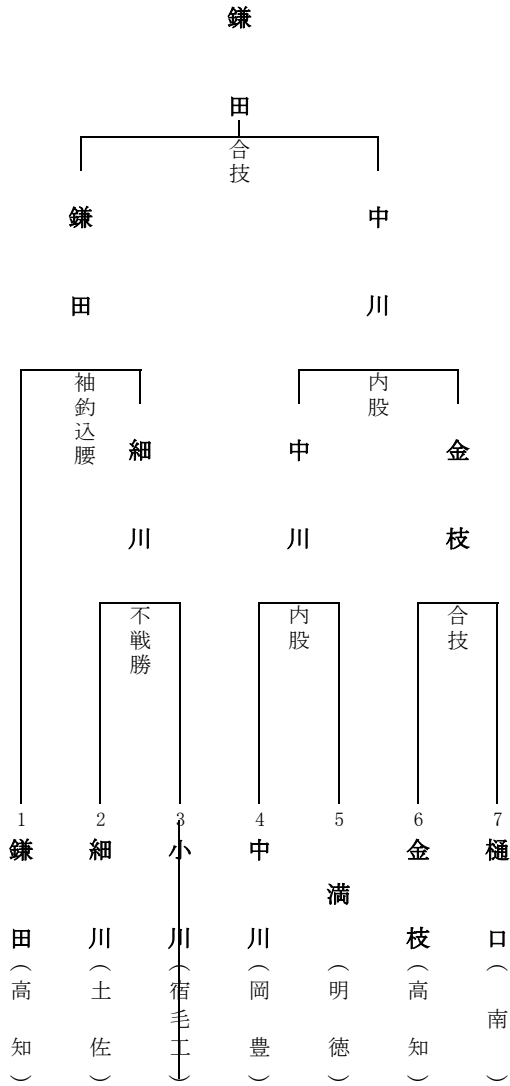 鎌田
合技
鎌田
中川
袖釣込腰
内股
細川
中川
金枝
不戦勝
内股
合技
1 2 3 4 5 6 7
鎌田（高知）
細川（土佐）
小川（宿毛工）
中川（岡豊）
満（明徳）
金枝（高知）
樋口（南）